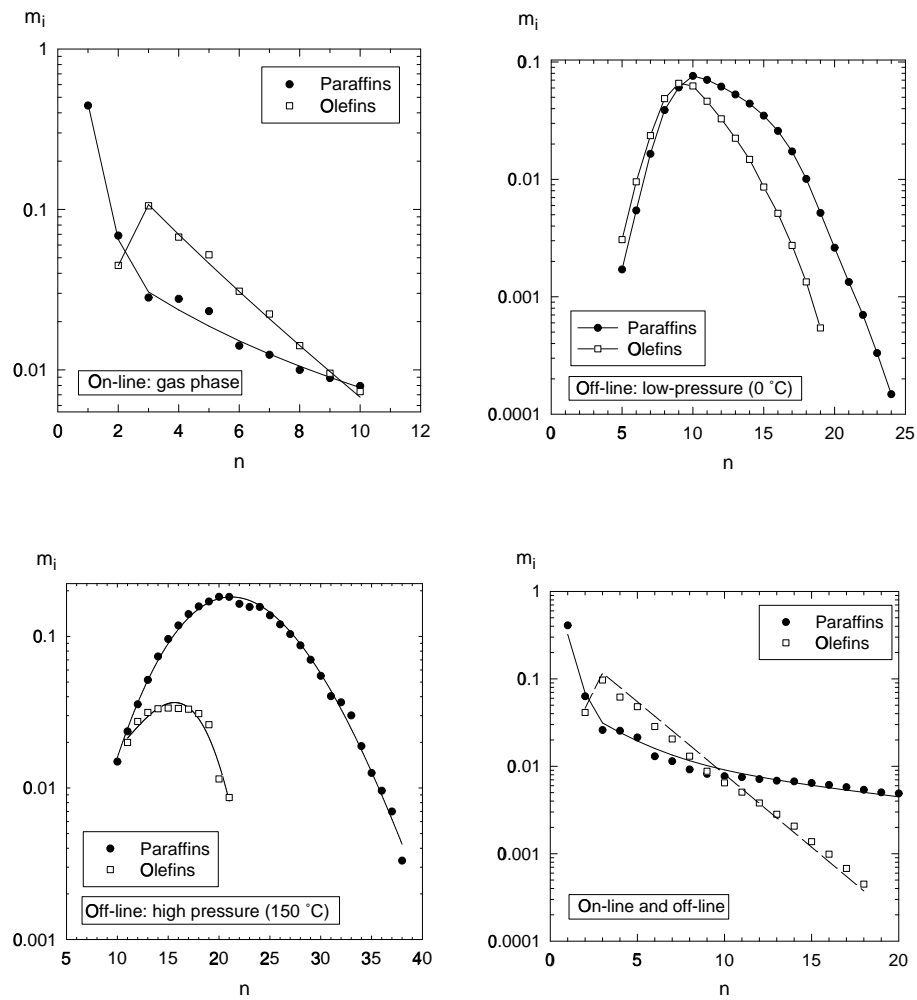 m_i
1
0.1
0.01
0 2 4 6 8 10 12
n
Paraffins
Olefins
On-line: gas phase
m_i
0.1
0.01
0.001
0.0001
0 5 10 15 20 25
n
Paraffins
Olefins
Off-line: low-pressure (0 °C)
m_i
0.1
0.01
0.001
5 10 15 20 25 30 35 40
n
Paraffins
Olefins
Off-line: high pressure (150 °C)
m_i
1
0.1
0.01
0.001
0.0001
0 5 10 15 20
n
Paraffins
Olefins
On-line and off-line